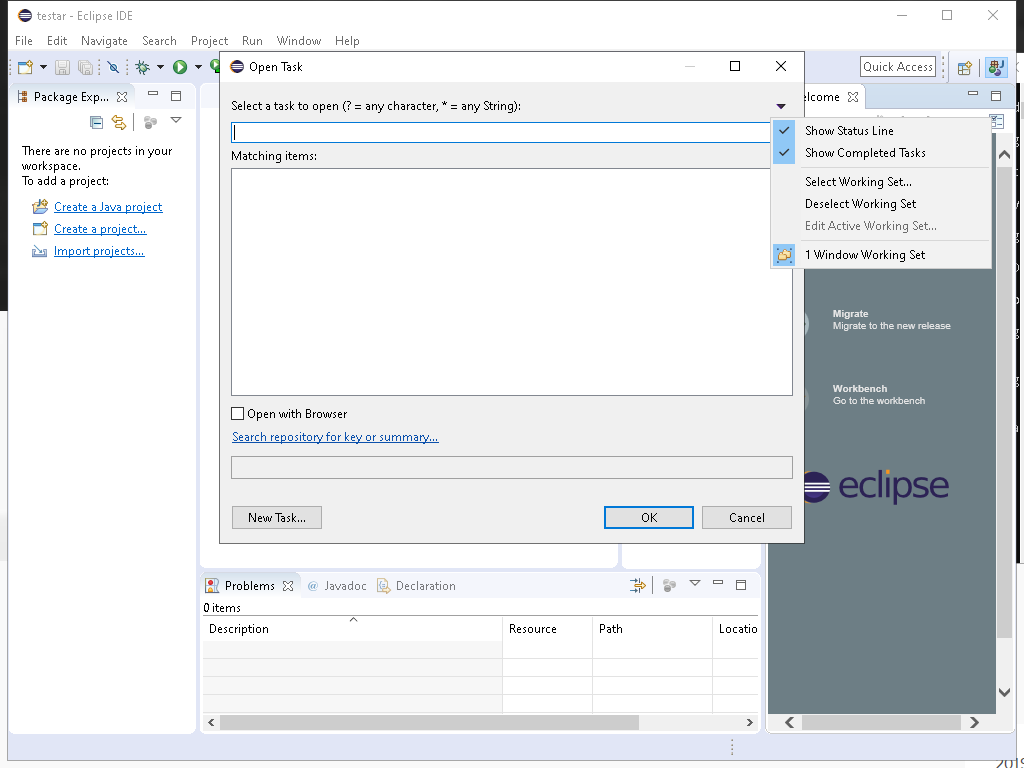 testar - Eclipse IDE
File Edit Navigate Search Project Run Window Help
Quick Access
Open Task
Package Exp...
Select a task to open (? = any character, * = any String):
There are no projects in your
workspace.
To add a project:
Create a Java project
Create a project...
Import projects...
Matching items:
Show Status Line
Show Completed Tasks
Select Working Set...
Deselect Working Set
Edit Active Working Set...
1 Window Working Set
Migrate
Migrate to the new release
Workbench
Go to the workbench
eclipse
Open with Browser
Search repository for key or summary...
New Task... OK Cancel
Problems @ Javadoc Declaration
0 items
Description Resource Path Locatio